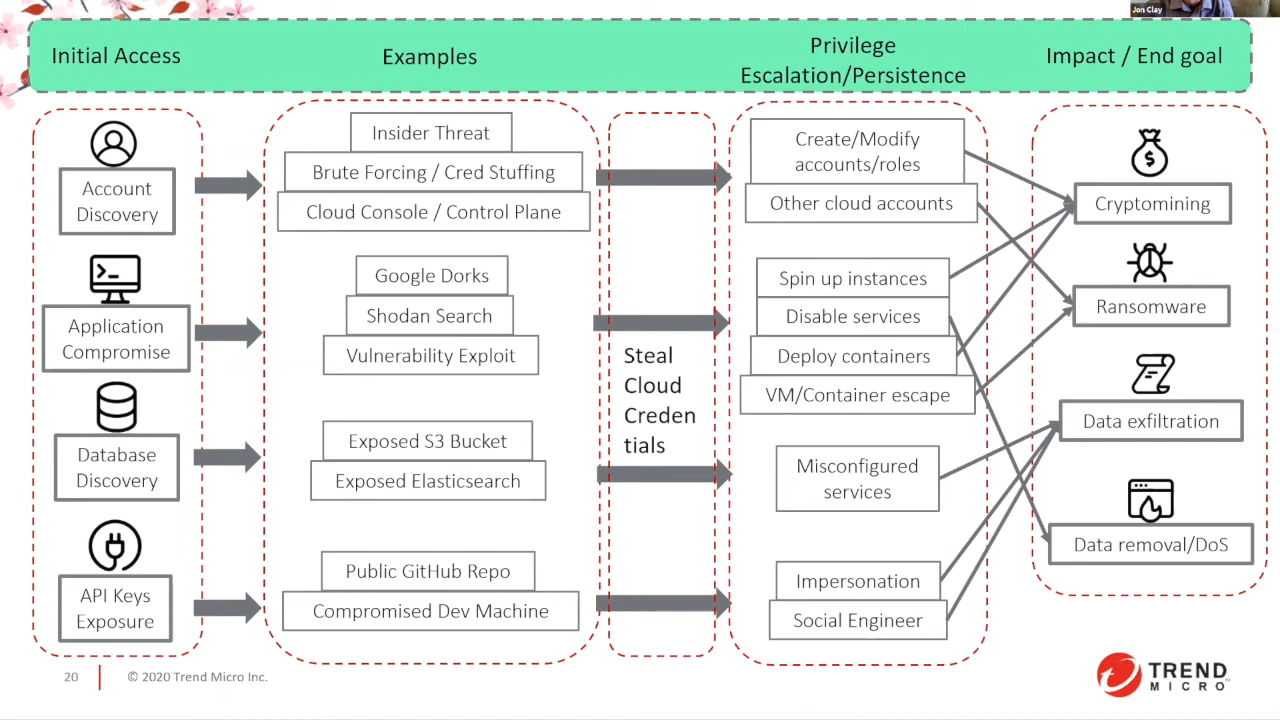 Jon Clay
Initial Access
Examples
Privilege
Escalation/Persistence
Impact / End goal
Account
Discovery
Insider Threat
Brute Forcing / Cred Stuffing
Cloud Console / Control Plane
Create/Modify
accounts/roles
Other cloud accounts
Cryptomining
Application
Compromise
Google Dorks
Shodan Search
Vulnerability Exploit
Steal
Cloud
Creden
tials
Spin up instances
Disable services
Deploy containers
VM/Container escape
Ransomware
Database
Discovery
Exposed S3 Bucket
Exposed Elasticsearch
Misconfigured
services
Data exfiltration
API Keys
Exposure
Public GitHub Repo
Compromised Dev Machine
Impersonation
Social Engineer
Data removal/DoS
20
© 2020 Trend Micro Inc.
TREND
MICRO